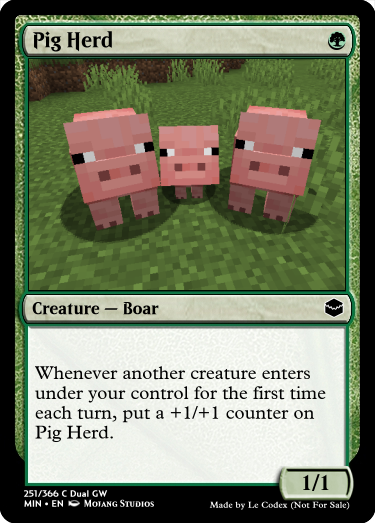 Pig Herd
Creature — Boar
Whenever another creature enters
under your control for the first time
each turn, put a +1/+1 counter on
Pig Herd.
1/1
251/366 C Dual GW
MIN • EN Mojang Studios
Made by Le Codex (Not For Sale)